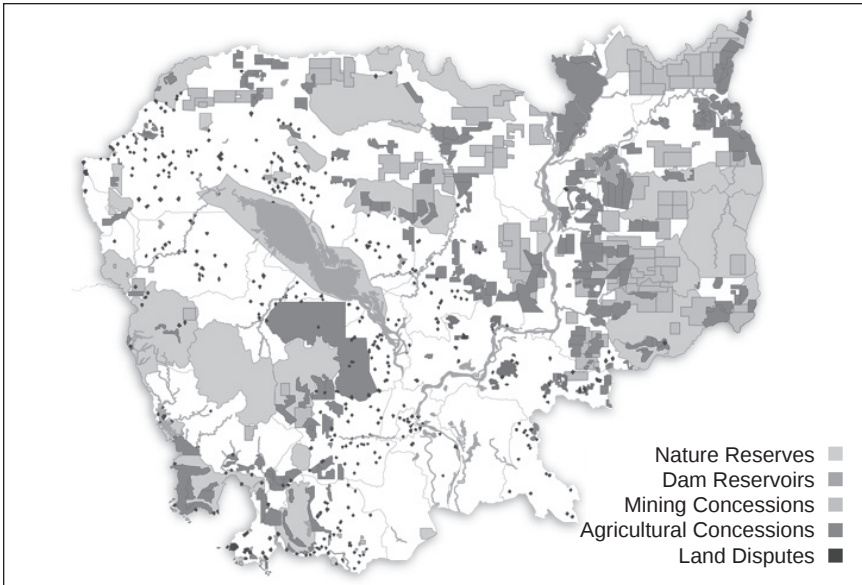 Nature Reserves
Dam Reservoirs
Mining Concessions
Agricultural Concessions
Land Disputes